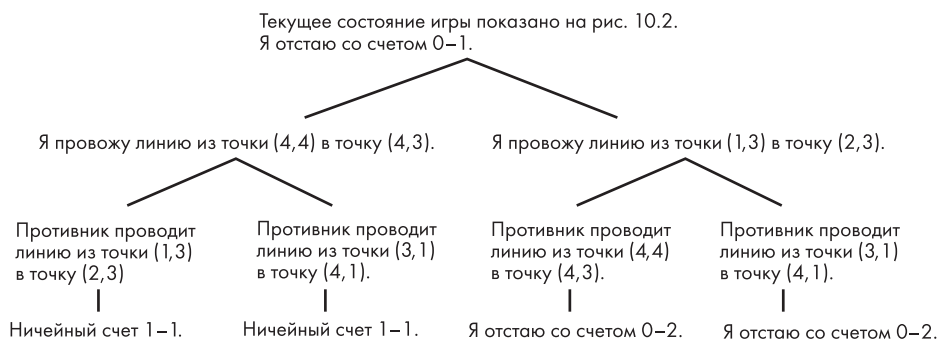 Текущее состояние игры показано на рис. 10.2.
Я отстаю со счетом 0–1.
Я провожу линию из точки (4,4) в точку (4,3).
Я провожу линию из точки (1,3) в точку (2,3).
Противник проводит
линию из точки (1,3)
в точку (2,3)
Противник проводит
линию из точки (3,1)
в точку (4,1).
Противник проводит
линию из точки (4,4)
в точку (4,3).
Противник проводит
линию из точки (3,1)
в точку (4,1).
Ничейный счет 1–1.
Ничейный счет 1–1.
Я отстаю со счетом 0–2.
Я отстаю со счетом 0–2.